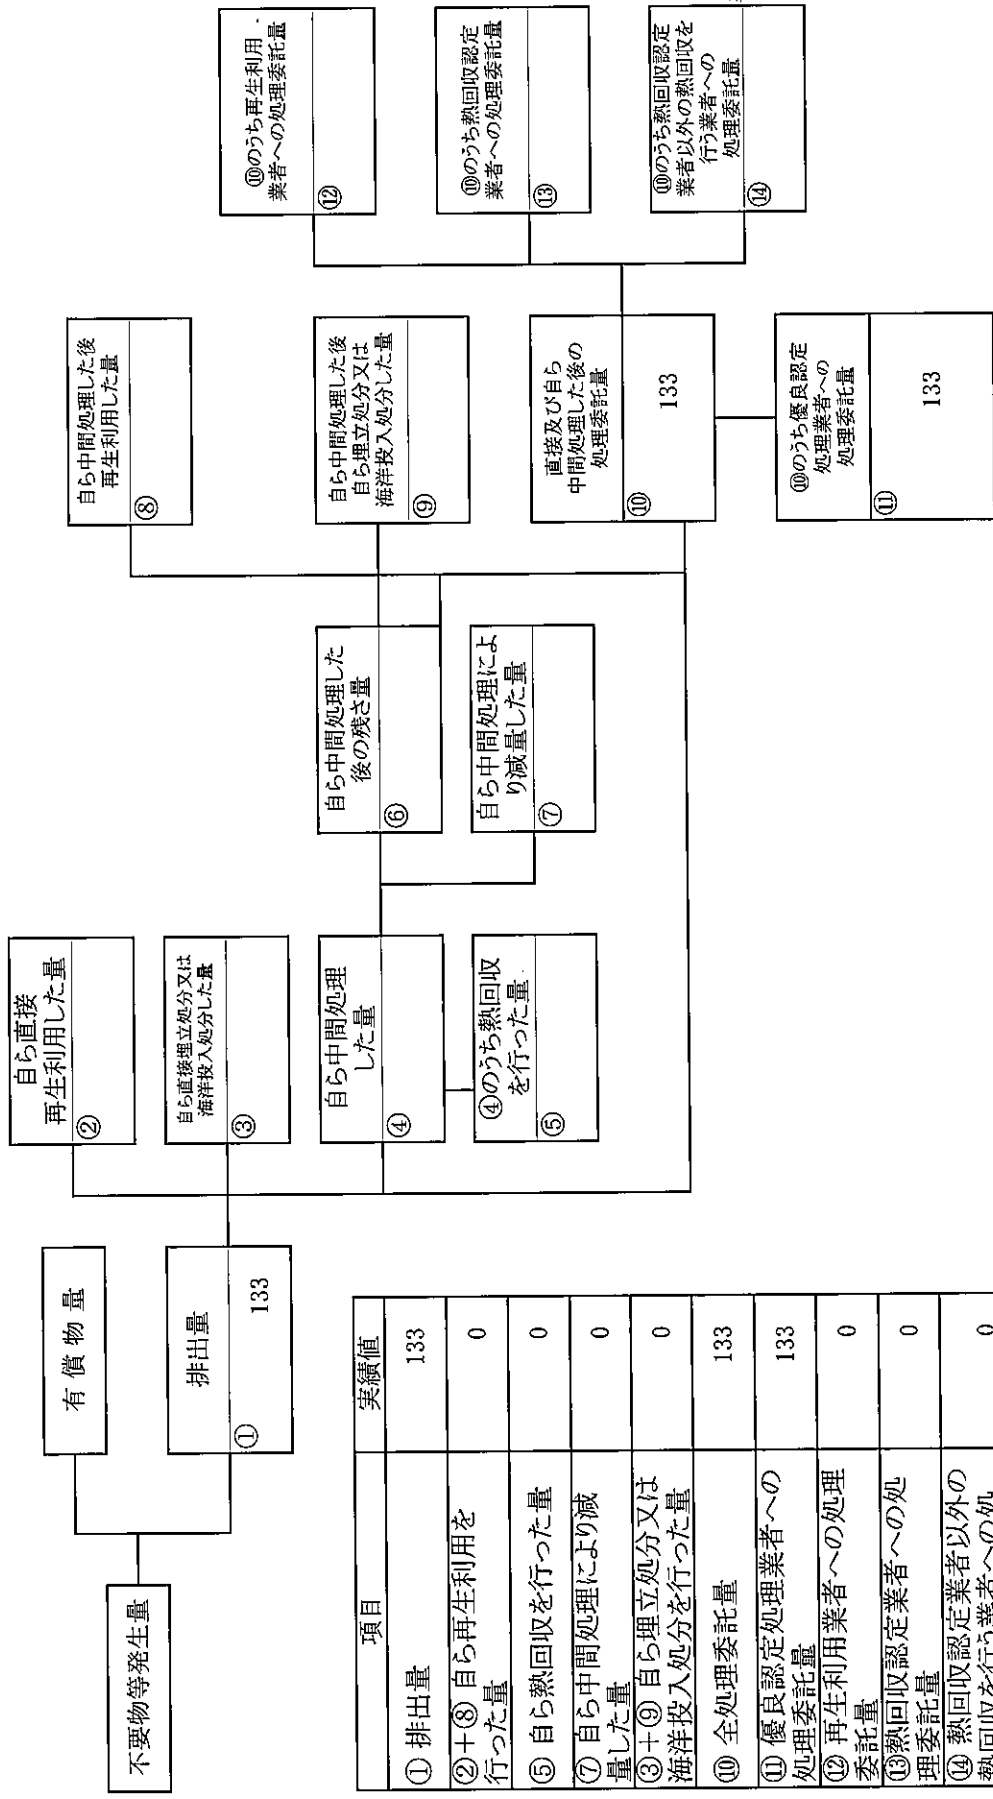 不要物等発生量
有償物量
排出量
① 133
自ら直接
再生利用した量
②
自ら直接埋立処分又は
海洋投入処分した量
③
自ら中間処理
した量
④
④のうち熱回収
を行った量
⑤
自ら中間処理した
後の残さ量
⑥
自ら中間処理によ
り減量した量
⑦
自ら中間処理した後
再生利用した量
⑧
自ら中間処理した後
自ら埋立処分又は
海洋投入処分した量
⑨
直接及び自ら
中間処理した後の
処理委託量
⑩ 133
⑩のうち優良認定
処理業者への
処理委託量
⑪ 133
⑩のうち再生利用
業者への処理委託量
⑫
⑩のうち熱回収認定
業者への処理委託量
⑬
⑩のうち熱回収認定
業者以外の熱回収を
行う業者への
処理委託量
⑭
項目 実績値
① 排出量 133
②+⑧ 自ら再生利用を
行った量 0
⑤ 自ら熱回収を行った量 0
⑦ 自ら中間処理により減
量した量 0
③+⑨ 自ら埋立処分又は
海洋投入処分を行った量 0
⑩ 全処理委託量 133
⑪ 優良認定処理業者への
処理委託量 133
⑫ 再生利用業者への処理
委託量 0
⑬熱回収認定業者への処
理委託量 0
⑭ 熱回収認定業者以外の
熱回収を行う業者への処 0